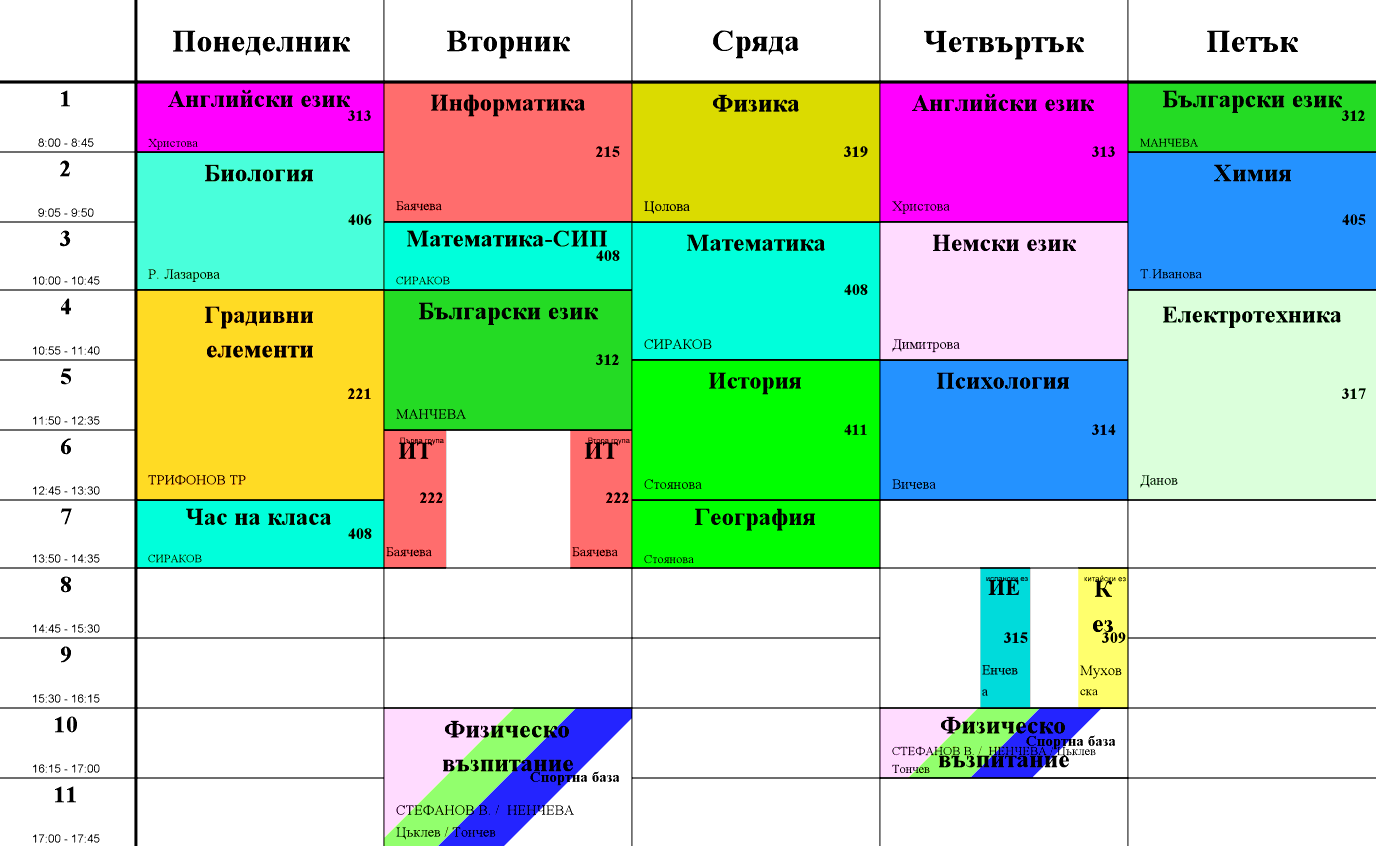 Понеделник Вторник Сряда Четвъртък Петък
1
8:00 - 8:45
Английски език
313
Христова
Информатика
215
Баячева
Физика
319
Цолова
Английски език
313
Христова
Български език
312
МАНЧЕВА
2
9:05 - 9:50
Биология
406
Р. Лазарова
Химия
405
Т.Иванова
3
10:00 - 10:45
Математика-СИП
408
СИРАКОВ
Математика
408
СИРАКОВ
Немски език
Димитрова
4
10:55 - 11:40
Градивни
елементи
221
ТРИФОНОВ ТР
Български език
312
МАНЧЕВА
Електротехника
317
Данов
5
11:50 - 12:35
История
411
Стоянова
Психология
314
Вичева
6
12:45 - 13:30
Първа група
ИТ
222
Баячева
Втора група
ИТ
222
Баячева
7
13:50 - 14:35
Час на класа
408
СИРАКОВ
География
Стоянова
8
14:45 - 15:30
испански ез
ИЕ
315
Енчев
а
китайски ез
К
ез
309
Мухов
ска
9
15:30 - 16:15
10
16:15 - 17:00
Физическо
възпитание
Спортна база
СТЕФАНОВ В. / НЕНЧЕВА
Цъклев / Тончев
Физическо
възпитание
Спортна база
СТЕФАНОВ В. / НЕНЧЕВА / Цъклев
Тончев
11
17:00 - 17:45